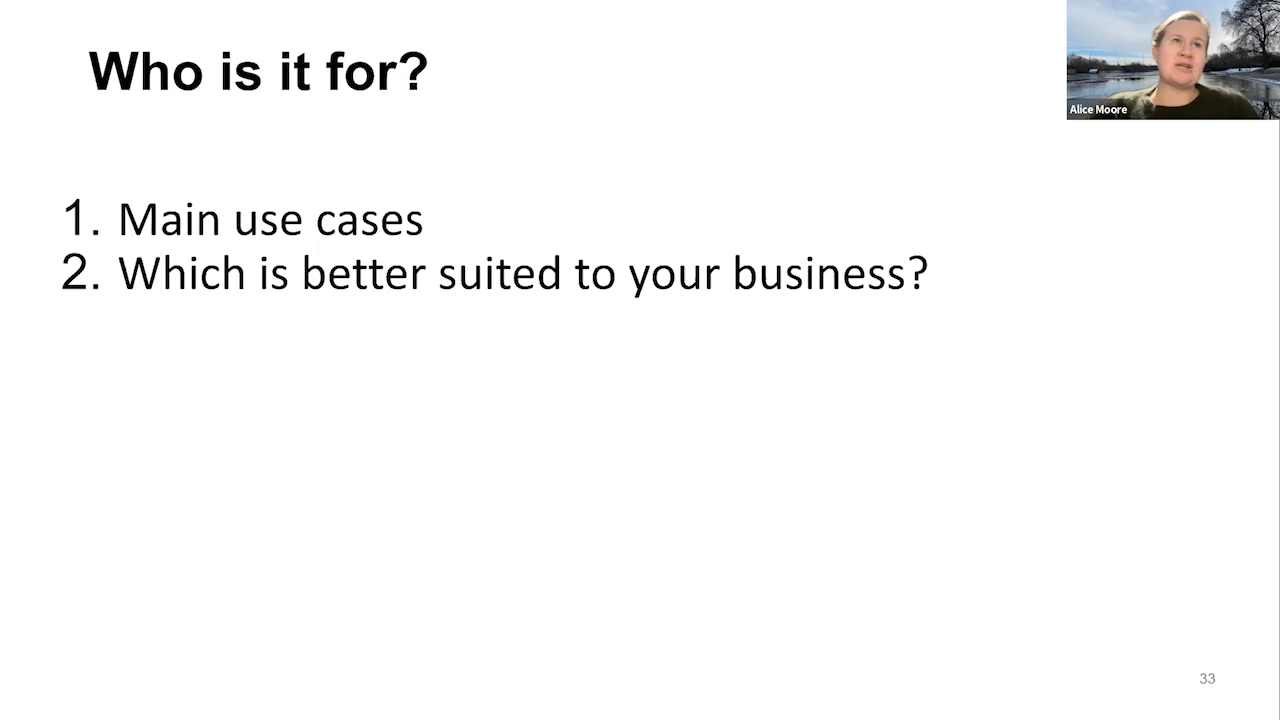 Who is it for?
Alice Moore
1. Main use cases
2. Which is better suited to your business?
33